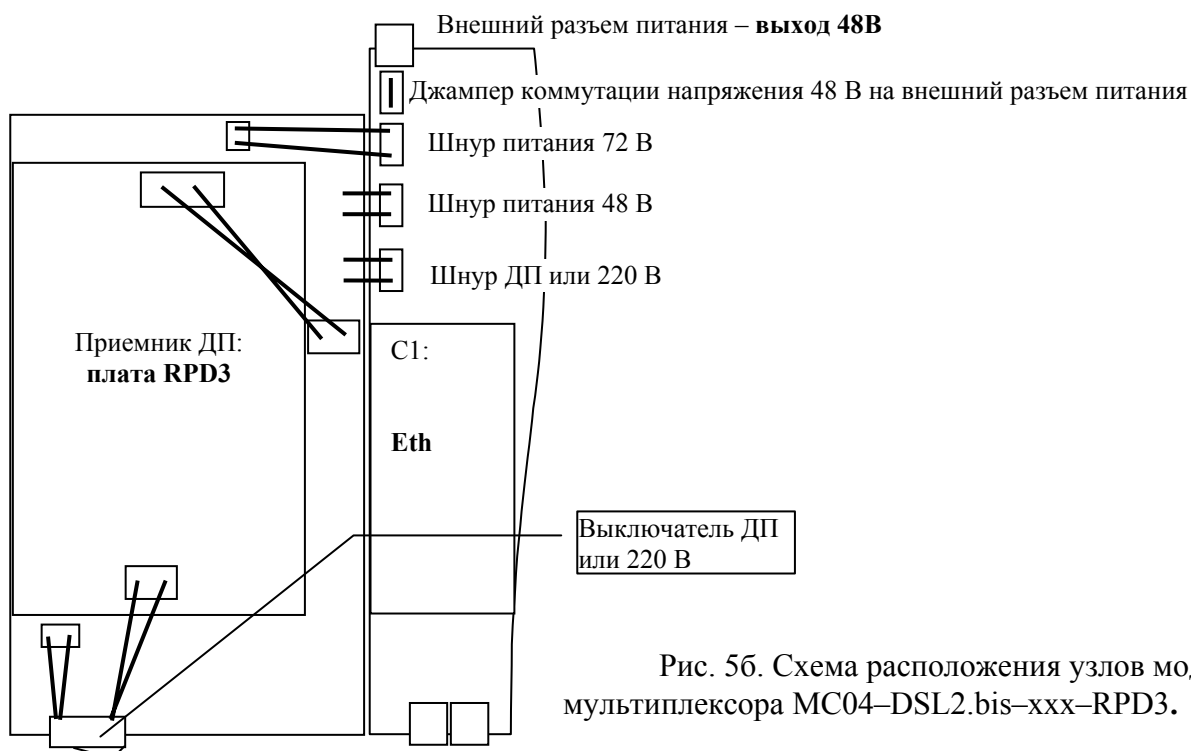 Внешний разъем питания – выход 48В
Джампер коммутации напряжения 48 В на внешний разъем питания
Шнур питания 72 В
Шнур питания 48 В
Шнур ДП или 220 В
Приемник ДП:
плата RPD3
С1:
Eth
Выключатель ДП
или 220 В
Рис. 5б. Схема расположения узлов мо
мультиплексора МС04–DSL2.bis–xxx–RPD3.